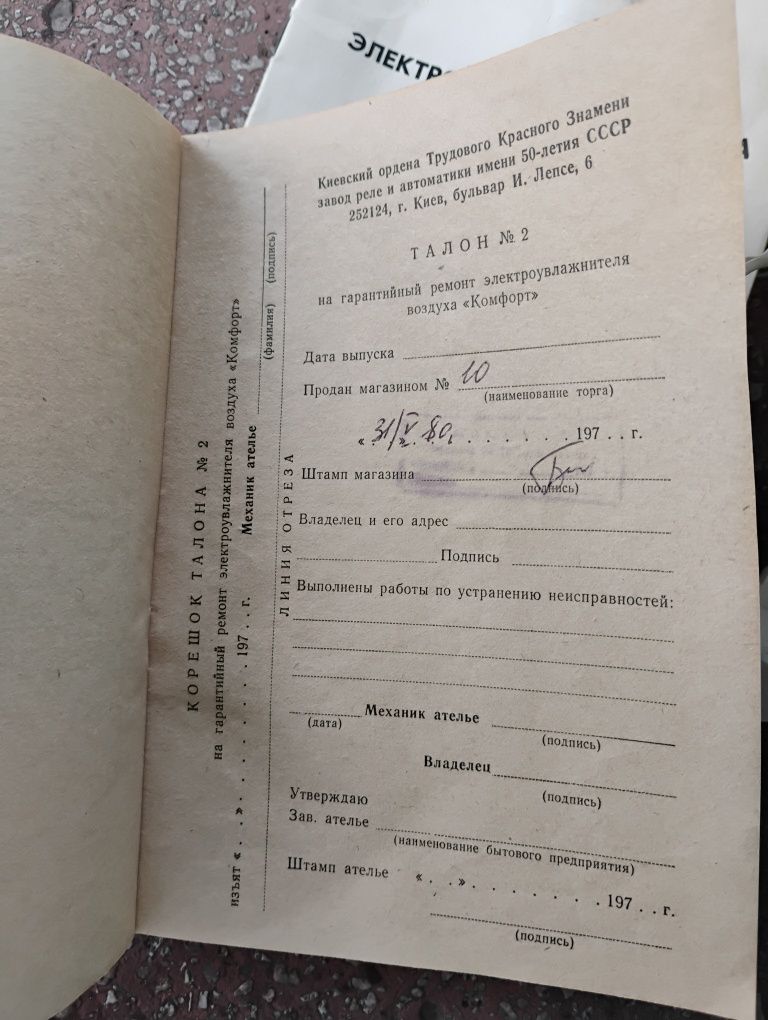 ЭЛЕКТРО
Я
Киевский ордена Трудового Красного Знамени
завод реле и автоматики имени 50-летия СССР
252124, г. Киев, бульвар И. Лепсе, 6
ТАЛОН № 2
на гарантийный ремонт электроувлажнителя
воздуха «Комфорт»
Дата выпуска
Продан магазином № 10
(наименование торга)
« 31/V 80. » . . . . . . 197 . . г.
Штамп магазина
(подпись)
Владелец и его адрес
Подпись
Выполнены работы по устранению неисправностей:
Механик ателье
(дата)
(подпись)
Владелец
(подпись)
Утверждаю
Зав. ателье
(наименование бытового предприятия)
Штамп ателье « . . » . . . . . . . 197 . . г.
(подпись)
КОРЕШОК ТАЛОНА № 2
на гарантийный ремонт электроувлажнителя воздуха «Комфорт»
изъят « . . » . . . . . . . . 197 . . г. Механик ателье
(фамилия) (подпись)
ЛИНИЯ ОТРЕЗА